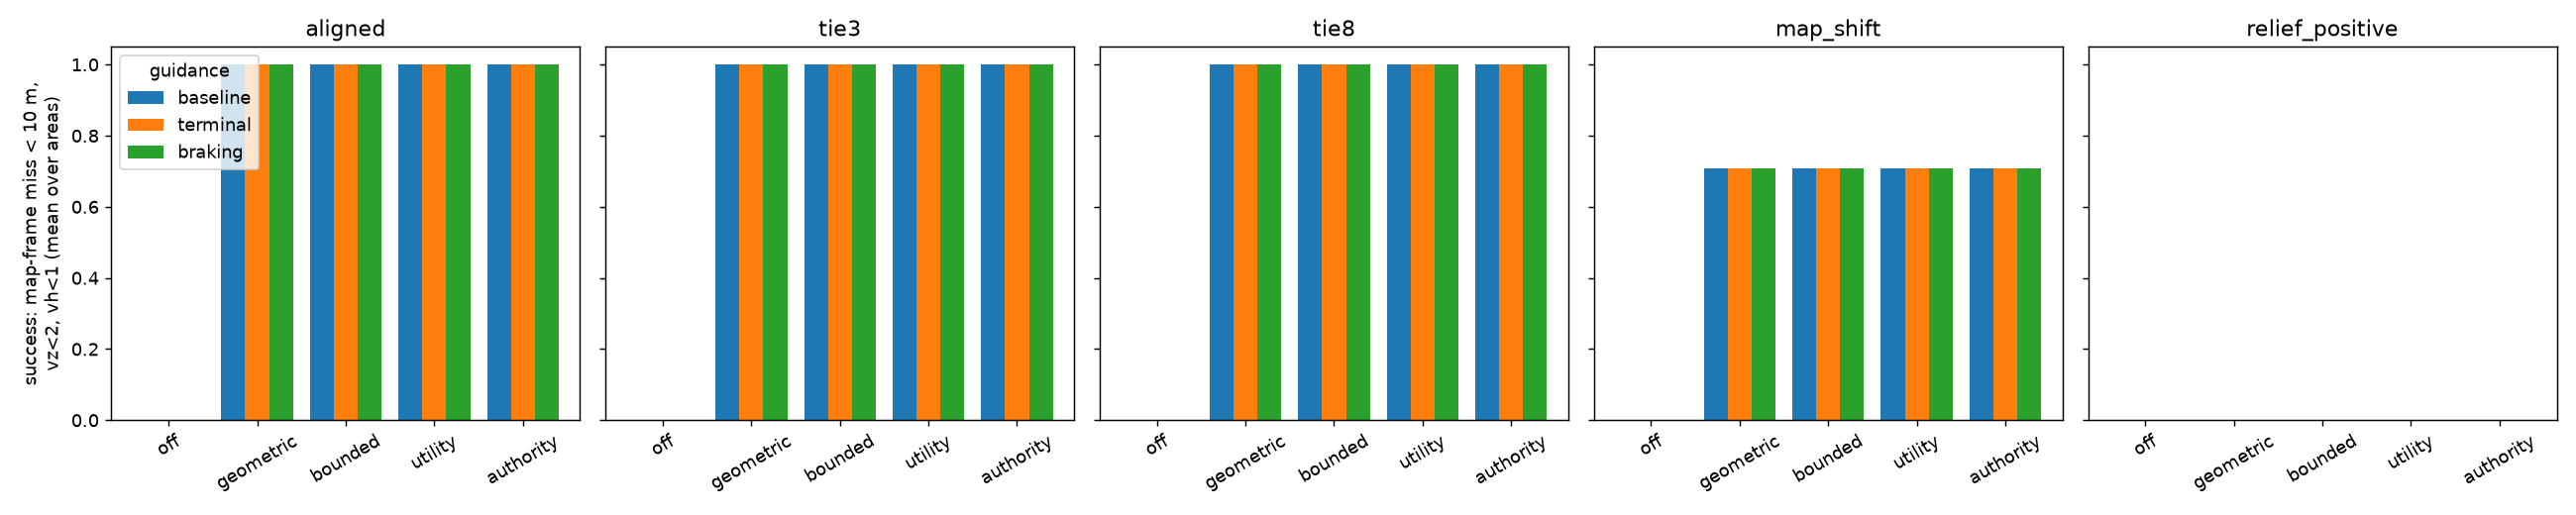 aligned
tie3
tie8
map_shift
relief_positive
success: map-frame miss < 10 m,
vz<2, vh<1 (mean over areas)
1.0
0.8
0.6
0.4
0.2
0.0
guidance
baseline
terminal
braking
off
geometric
bounded
utility
authority
off
geometric
bounded
utility
authority
off
geometric
bounded
utility
authority
off
geometric
bounded
utility
authority
off
geometric
bounded
utility
authority